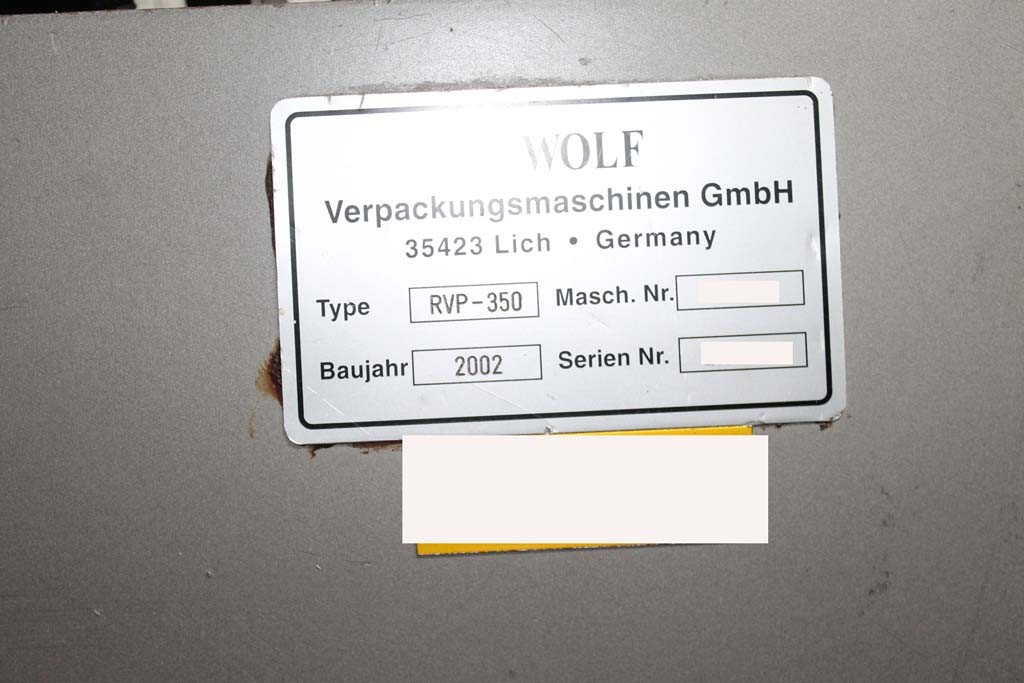 WOLF
Verpackungsmaschinen GmbH
35423 Lich • Germany
Type RVP-350 Masch. Nr.
Baujahr 2002 Serien Nr.